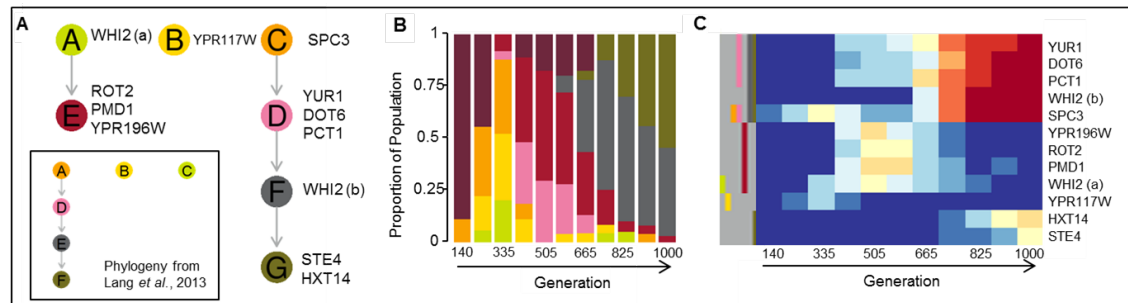 A
A WHI2 (a)
B YPR117W
C SPC3
E
ROT2
PMD1
YPR196W
D
YUR1
DOT6
PCT1
F WHI2 (b)
G
STE4
HXT14
A B C
D
E
F
Phylogeny from
Lang et al., 2013
B
Proportion of Population
1
0.75
0.5
0.25
0
140 335 505 665 825 1000
Generation
C
YUR1
DOT6
PCT1
WHI2 (b)
SPC3
YPR196W
ROT2
PMD1
WHI2 (a)
YPR117W
HXT14
STE4
140 335 505 665 825 1000
Generation